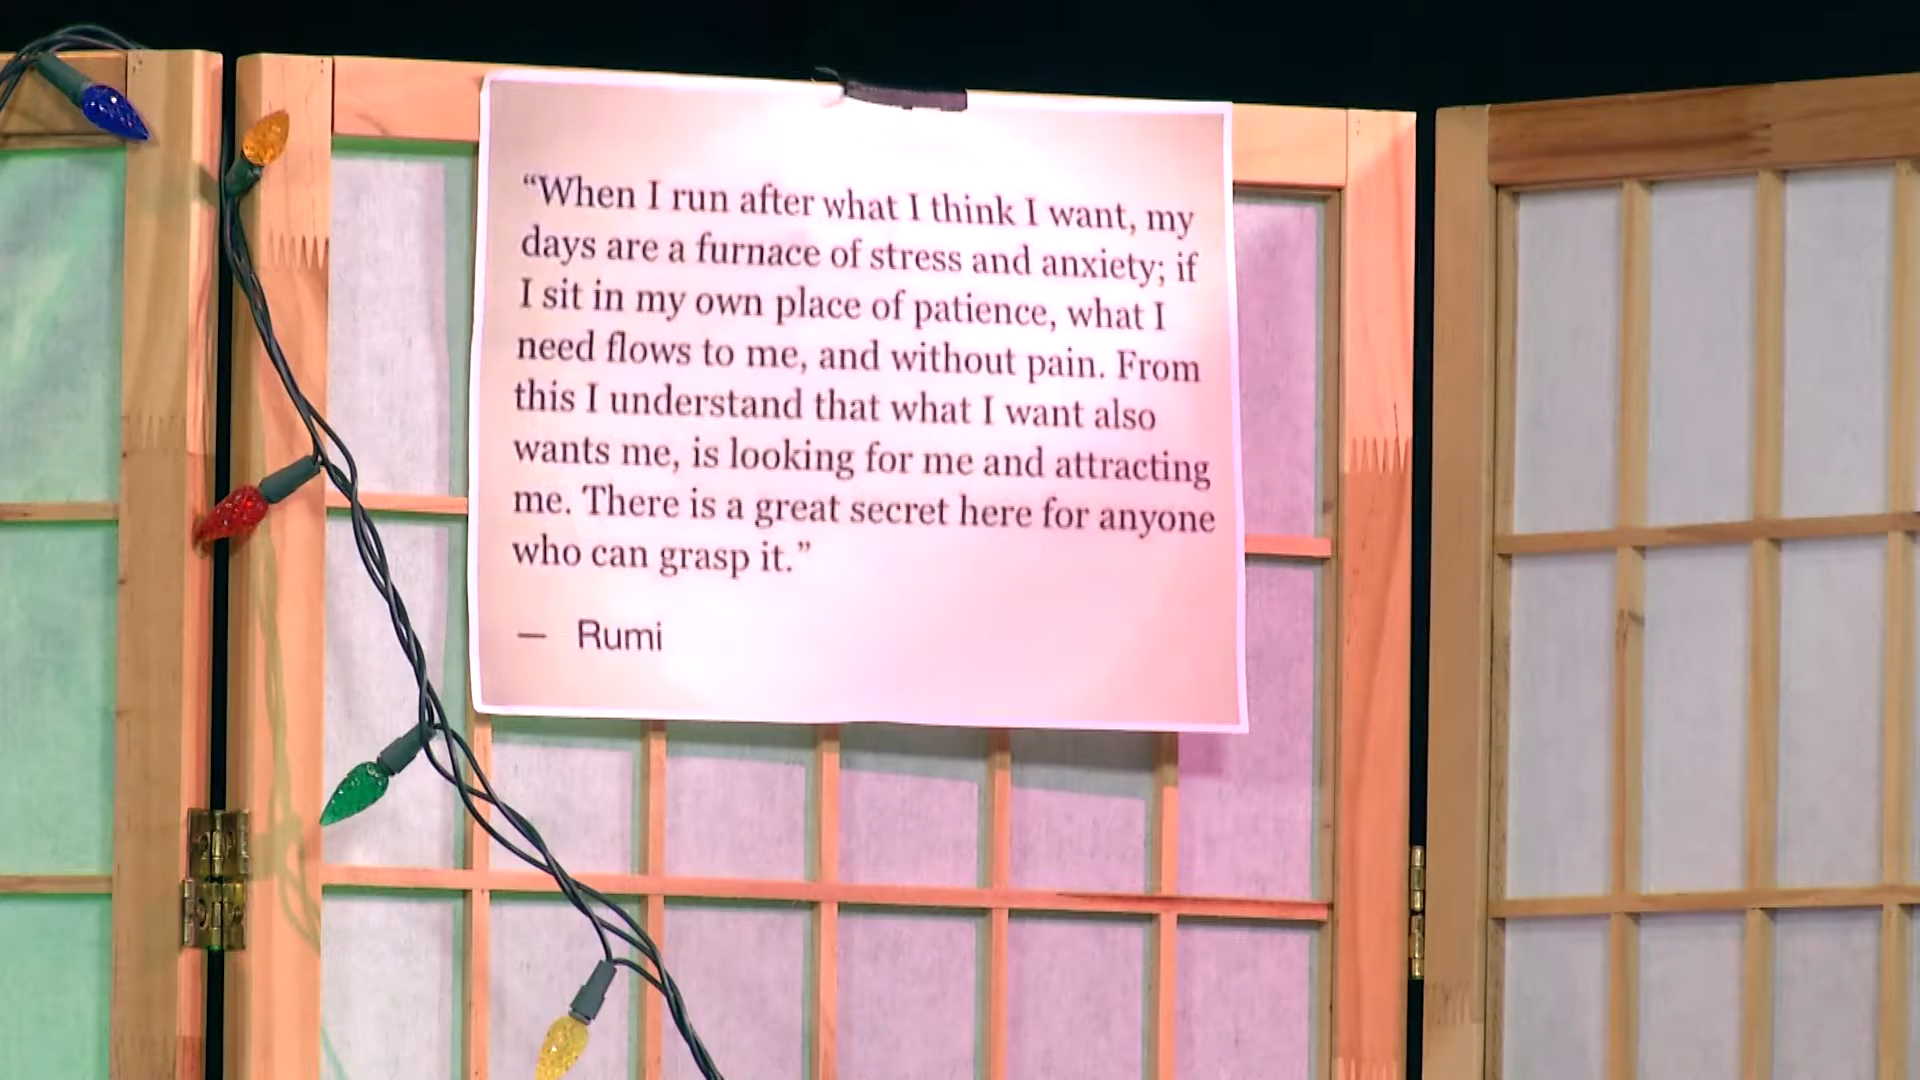 “When I run after what I think I want, my
days are a furnace of stress and anxiety; if
I sit in my own place of patience, what I
need flows to me, and without pain. From
this I understand that what I want also
wants me, is looking for me and attracting
me. There is a great secret here for anyone
who can grasp it.”
— Rumi